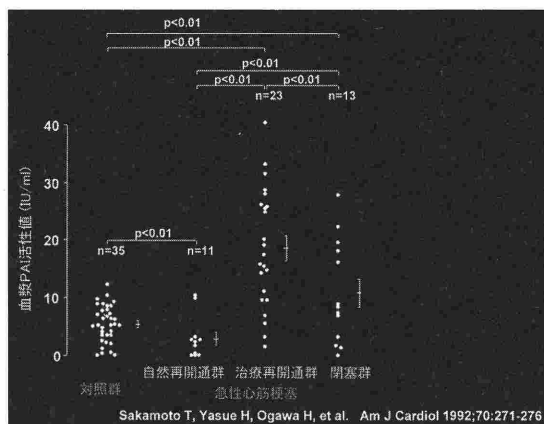 p<0.01
p<0.01
p<0.01
p<0.01 p<0.01
n=23 n=13
40
30
20
10
0
血漿PAI活性値 (IU/ml)
p<0.01
n=35 n=11
自然再開通群 治療再開通群 閉塞群
対照群 急性心筋梗塞
Sakamoto T, Yasue H, Ogawa H, et al. Am J Cardiol 1992;70:271-276